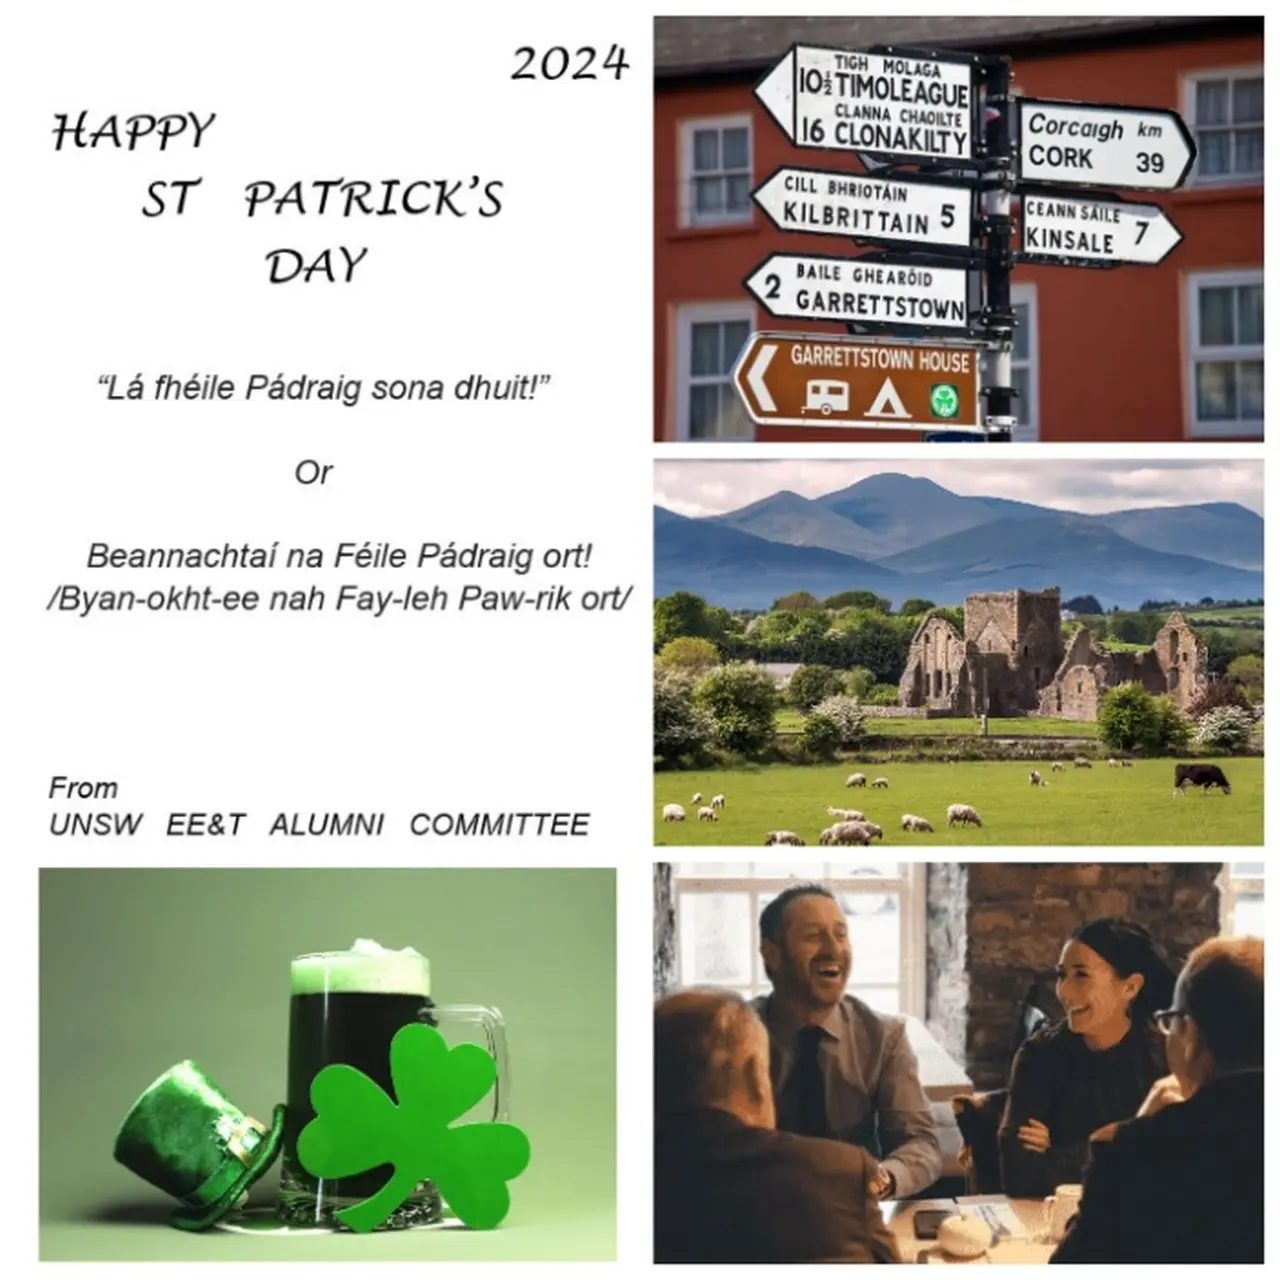 2024
HAPPY
ST PATRICK'S
DAY
“Lá fhéile Pádraig sona dhuit!”
Or
Beannachtaí na Féile Pádraig ort!
/Byan-okht-ee nah Fay-leh Paw-rik ort/
From
UNSW EE&T ALUMNI COMMITTEE
TIGH MOLAGA
10½ TIMOLEAGUE
CLANNA CHAOILTE
16 CLONAKILTY
Corcaigh km
CORK 39
CILL BHRIOTÁIN
KILBRITTAIN 5
CEANN SÁILE
KINSALE 7
BAILE GHEARÓID
2 GARRETTSTOWN
GARRETTSTOWN HOUSE